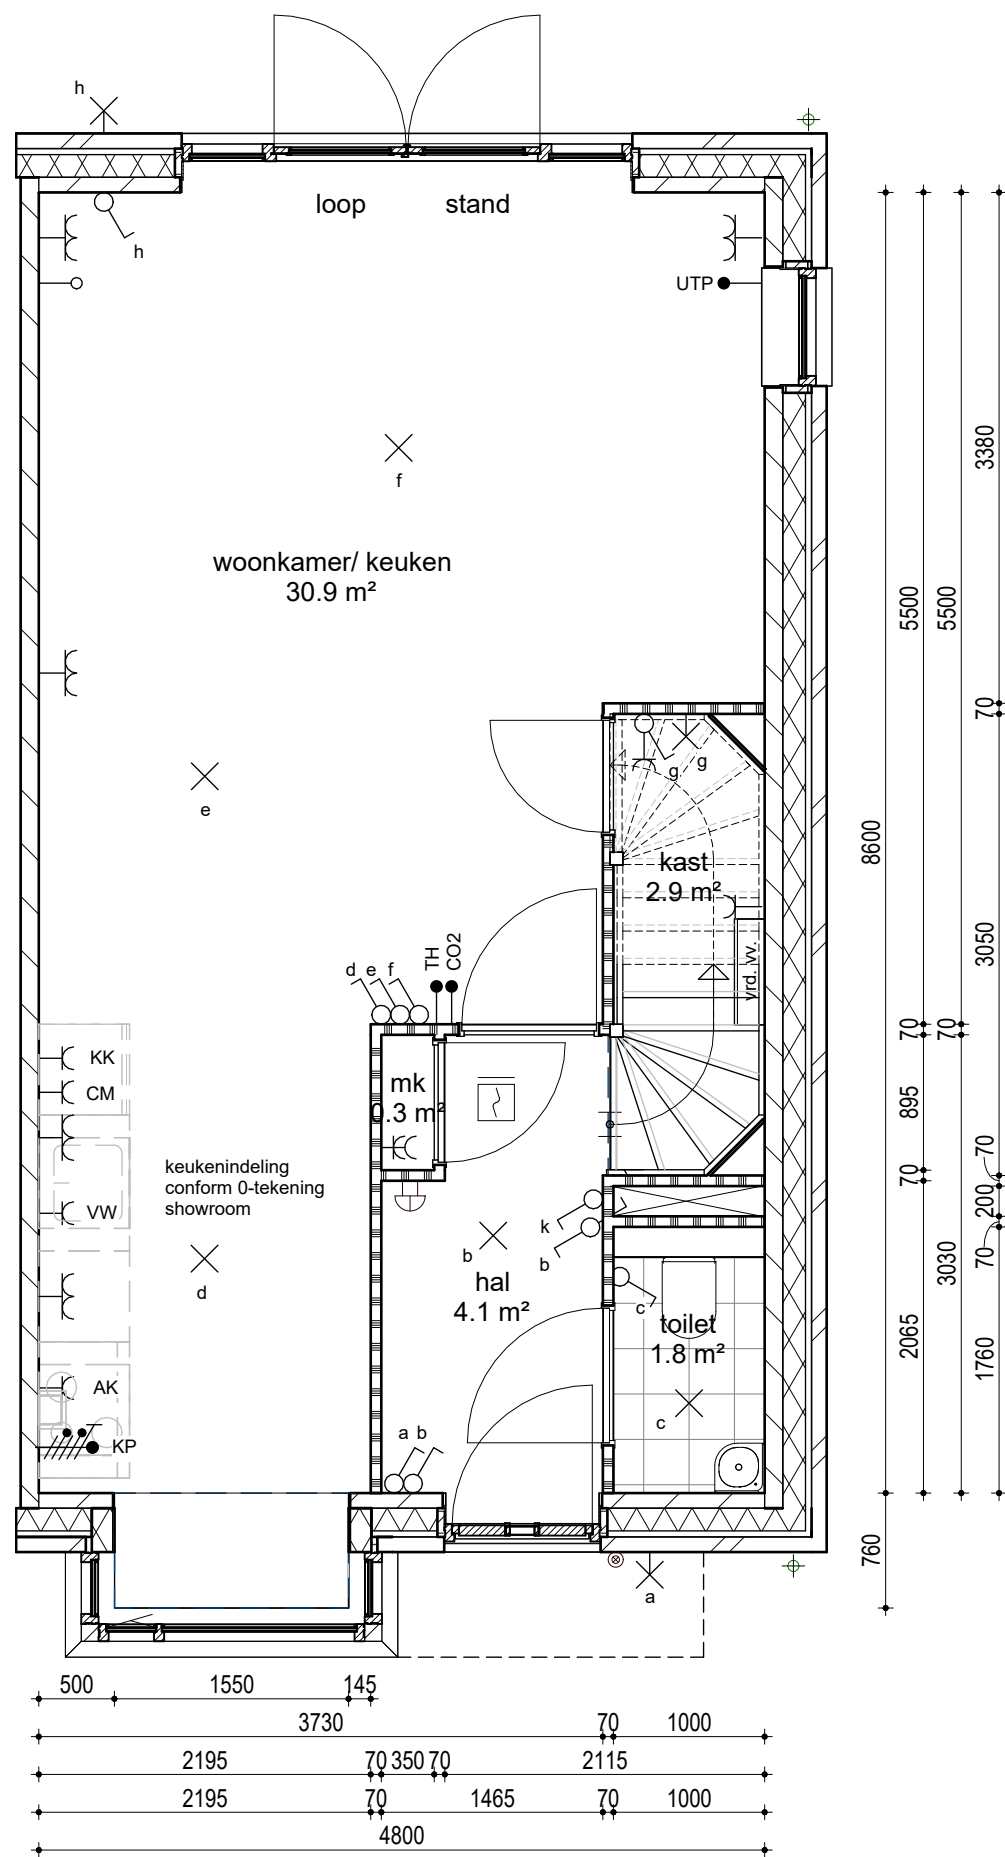 h
loop stand
h
UTP
f
woonkamer/ keuken
30.9 m²
e
g g
kast
2.9 m²
vrd. vv.
d e f TH CO2
KK
CM
mk
0.3 m²
keukenindeling
conform 0-tekening
showroom
VW
k
b b
d
hal
4.1 m²
c
toilet
1.8 m²
c
AK
KP
a b
a
3380
5500 5500
70
8600
3050
70 70
895
70
70
200
70
3030
2065
1760
760
500 1550 145
3730 70 1000
2195 70 350 70 2115
2195 70 1465 70 1000
4800